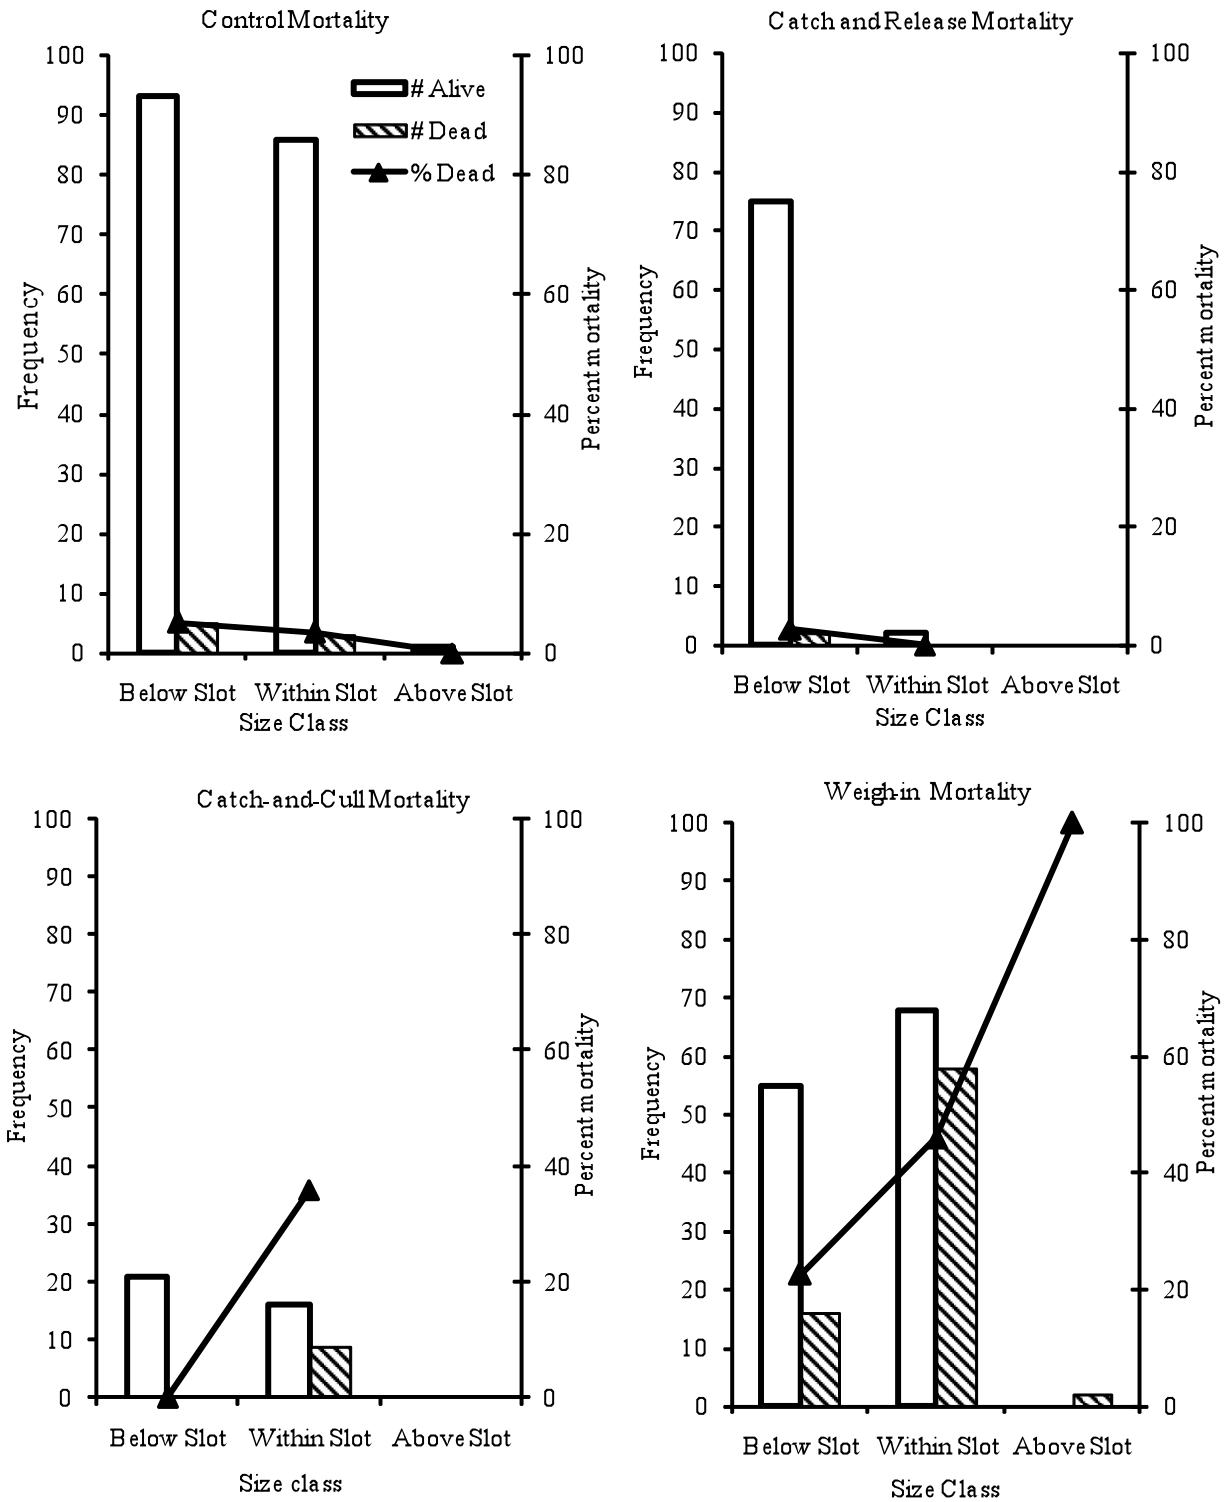 Control Mortality
100
90
80
70
60
50
40
30
20
10
0
Frequency
100
80
60
40
20
0
Percent mortality
# Alive
# Dead
% Dead
Below Slot Within Slot Above Slot
Size Class
Catch and Release Mortality
100
90
80
70
60
50
40
30
20
10
0
Frequency
100
80
60
40
20
0
Percent mortality
Below Slot Within Slot Above Slot
Size Class
Catch-and-Cull Mortality
100
90
80
70
60
50
40
30
20
10
0
Frequency
100
80
60
40
20
0
Percent mortality
Below Slot Within Slot Above Slot
Size class
Weigh-in Mortality
100
90
80
70
60
50
40
30
20
10
0
Frequency
100
80
60
40
20
0
Percent mortality
Below Slot Within Slot Above Slot
Size Class